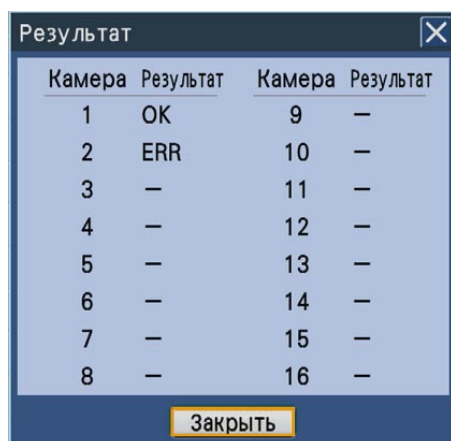 Результат
Камера Результат Камера Результат
1 OK 9 —
2 ERR 10 —
3 — 11 —
4 — 12 —
5 — 13 —
6 — 14 —
7 — 15 —
8 — 16 —
Закрыть